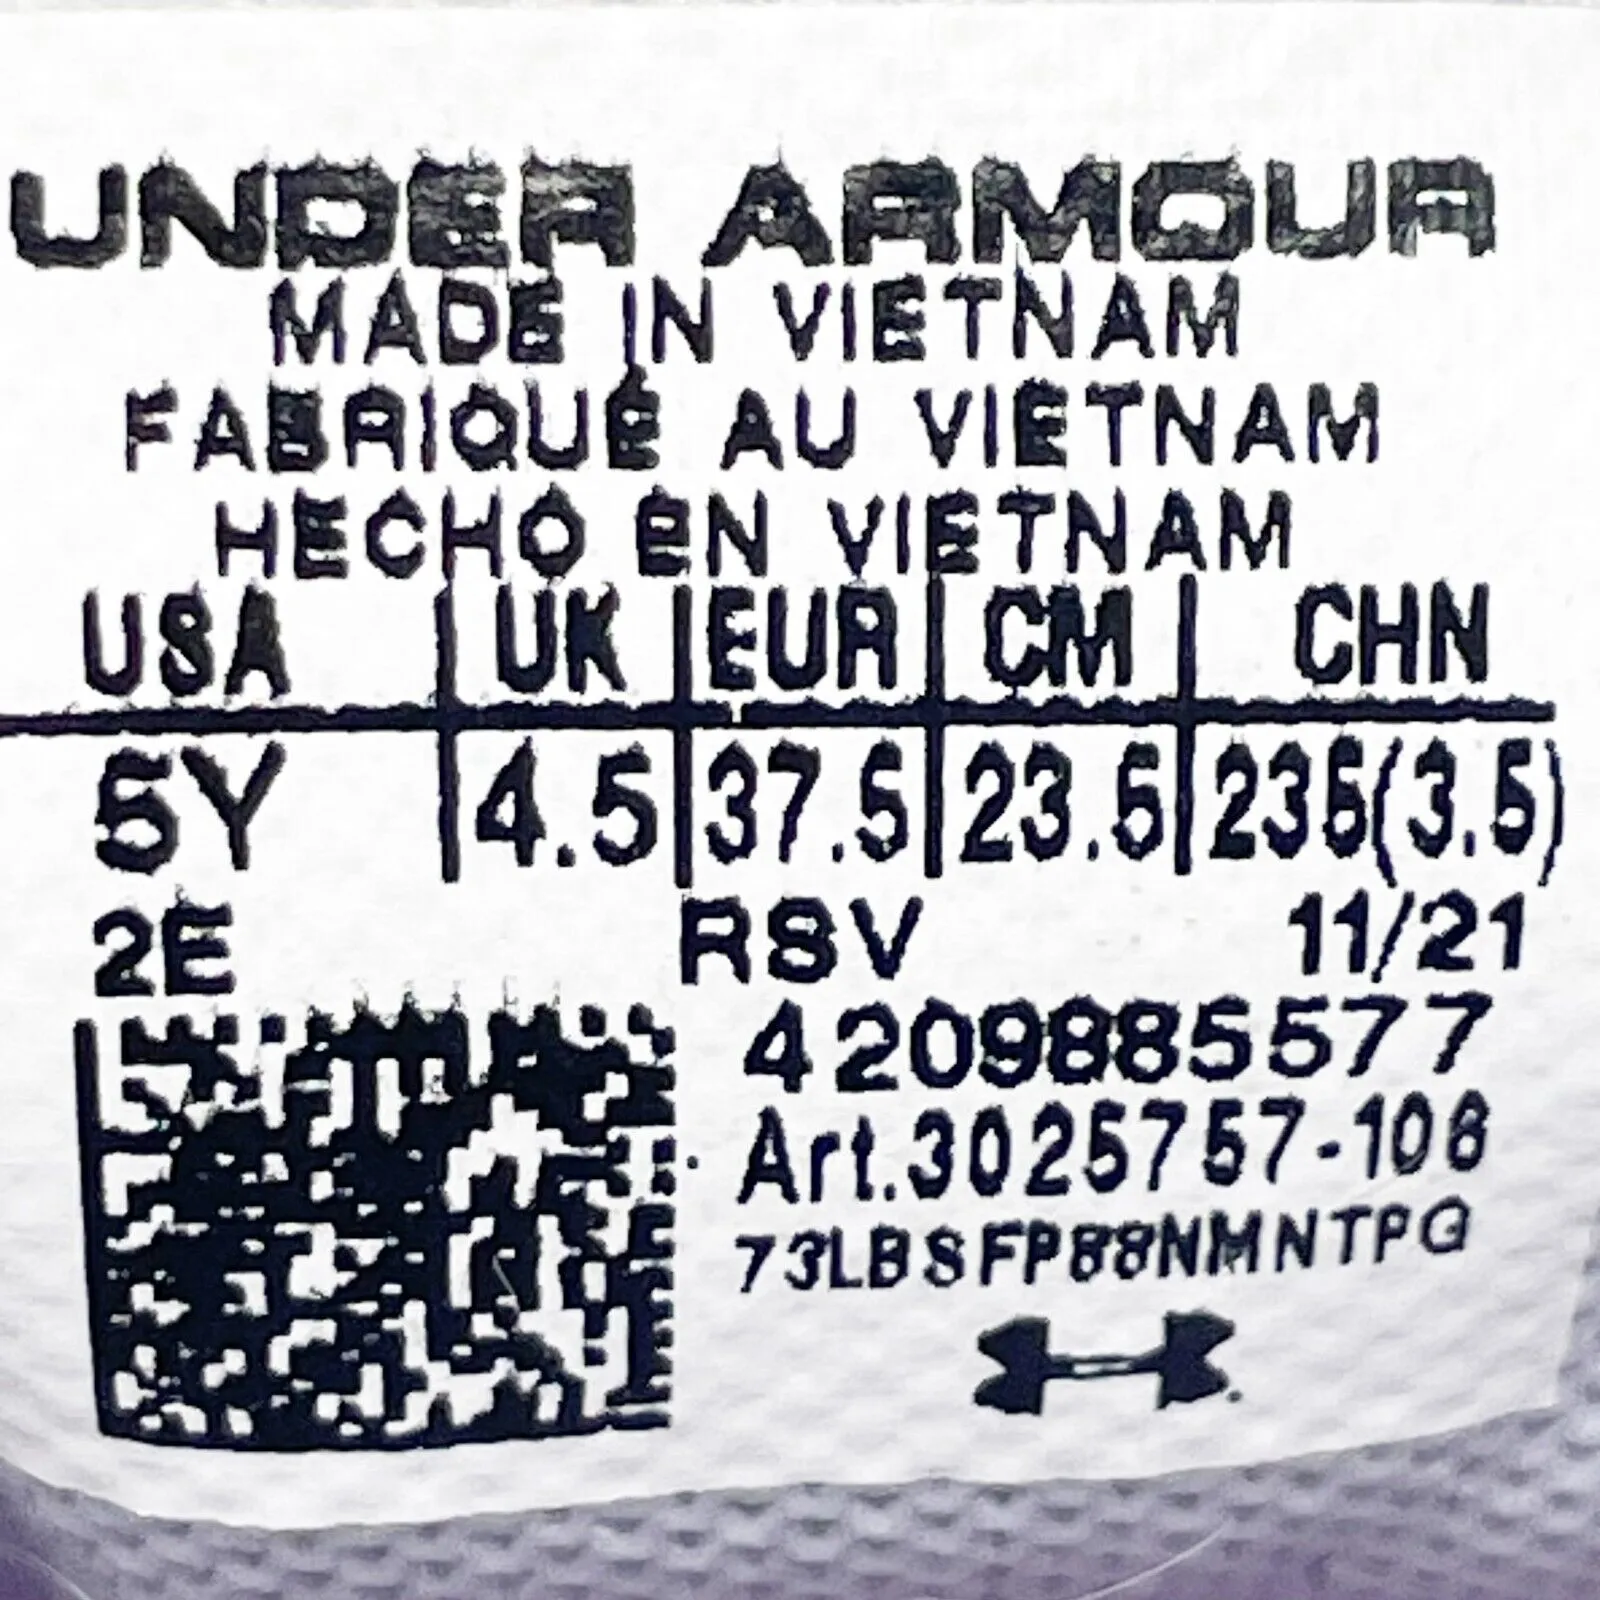 UNDER ARMOUR
MADE IN VIETNAM
FABRIQUÉ AU VIETNAM
HECHO EN VIETNAM
USA UK EUR CM CHN
5Y 4.5 37.5 23.5 235(3.5)
2E RSV 11/21
4209885577
Art.3025757-106
73LBSFP88NMNTPG